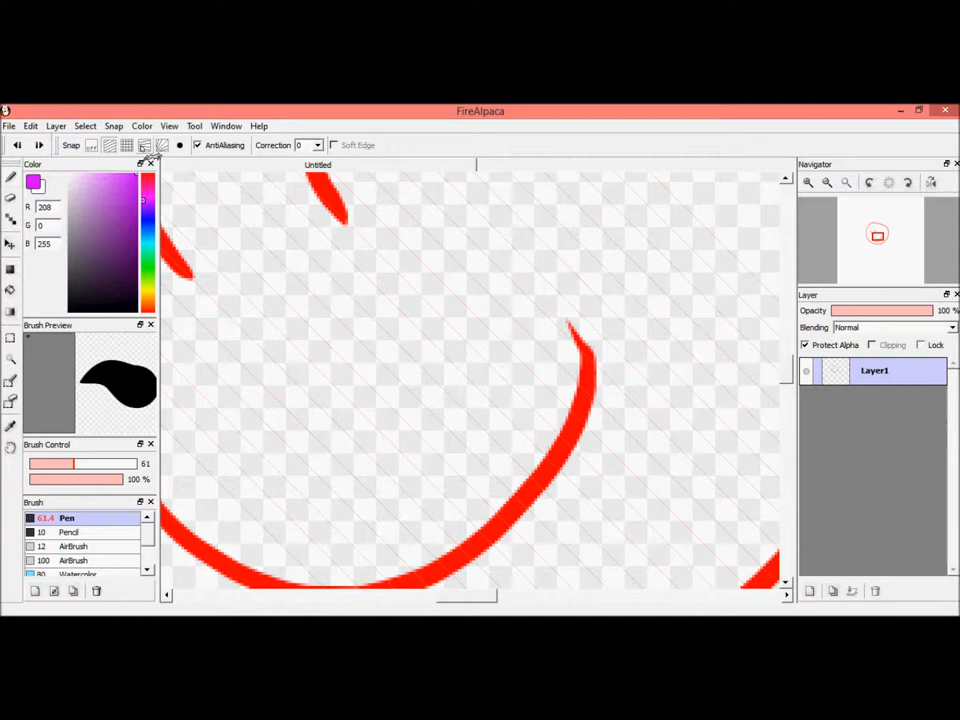 FireAlpaca
File Edit Layer Select Snap Color View Tool Window Help
Snap off AntiAliasing Correction 0 Soft Edge
Color
Untitled
Navigator
R 208
G 0
B 255
Layer
Opacity 100 %
Blending Normal
Protect Alpha Clipping Lock
Layer1
Brush Preview
Brush Control
61
100 %
Brush
61.4 Pen
10 Pencil
12 AirBrush
100 AirBrush
80 Watercolor